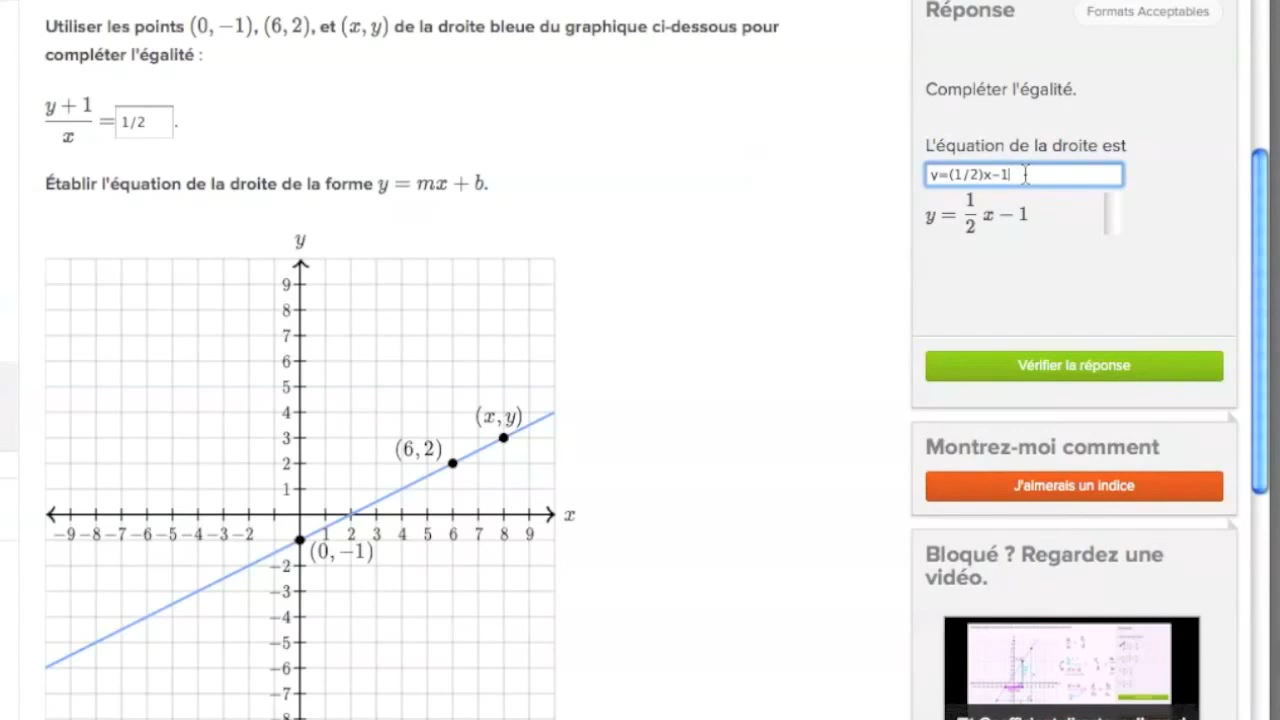 Utiliser les points (0, −1), (6, 2), et (x, y) de la droite bleue du graphique ci-dessous pour
compléter l'égalité :
y + 1
x
= 1/2 .
Établir l'équation de la droite de la forme y = mx + b.
y
9
8
7
6
5
4
3
2
1
(x, y)
(6, 2)
x
−9 −8 −7 −6 −5 −4 −3 −2 1 2 3 4 5 6 7 8 9
(0, −1)
−2
−3
−4
−5
−6
−7
Réponse
Formats Acceptables
Compléter l'égalité.
L'équation de la droite est
y=(1/2)x−1
y = 1/2 x − 1
Vérifier la réponse
Montrez-moi comment
J'aimerais un indice
Bloqué ? Regardez une
vidéo.